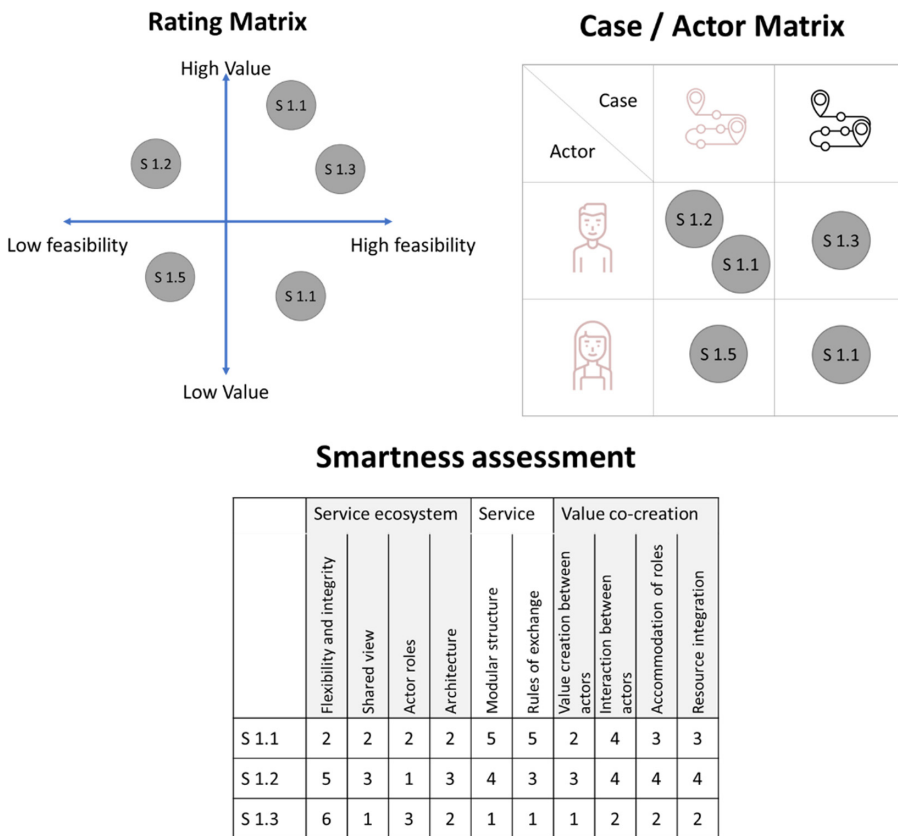 Rating Matrix
High Value
S 1.1
S 1.2
S 1.3
Low feasibility
High feasibility
S 1.5
S 1.1
Low Value
Case / Actor Matrix
Case
Actor
S 1.2
S 1.1
S 1.3
S 1.5
S 1.1
Smartness assessment
Service ecosystem Service Value co-creation
Flexibility and integrity
Shared view
Actor roles
Architecture
Modular structure
Rules of exchange
Value creation between
actors
Interaction between
actors
Accommodation of roles
Resource integration
S 1.1 2 2 2 2 5 5 2 4 3 3
S 1.2 5 3 1 3 4 3 3 4 4 4
S 1.3 6 1 3 2 1 1 1 2 2 2